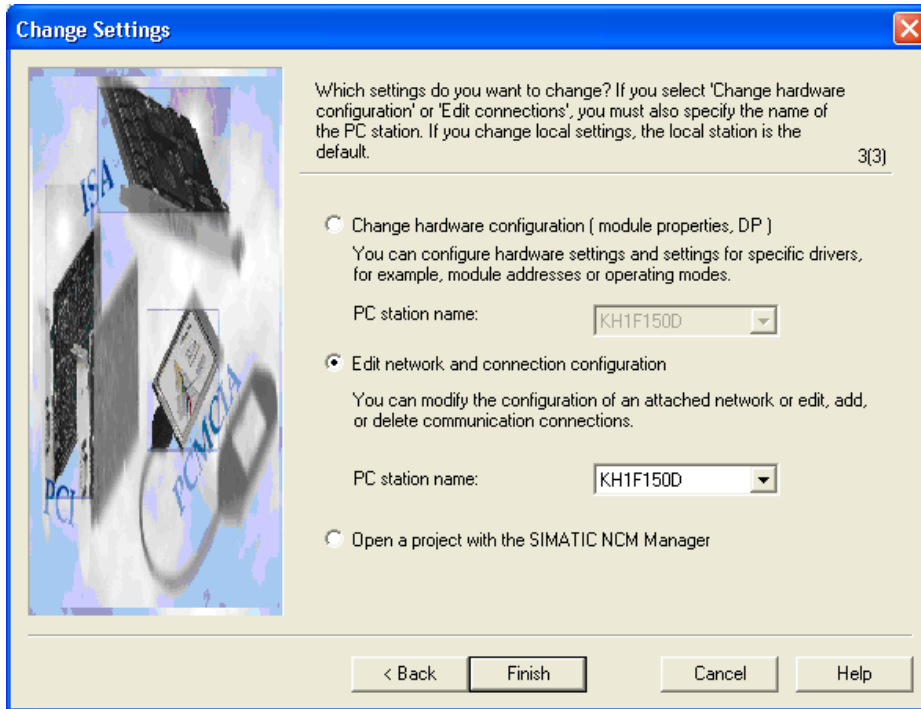 Change Settings
Which settings do you want to change? If you select 'Change hardware
configuration' or 'Edit connections', you must also specify the name of
the PC station. If you change local settings, the local station is the
default.
3(3)
ISA
PCI
PCMCIA
Change hardware configuration ( module properties, DP )
You can configure hardware settings and settings for specific drivers,
for example, module addresses or operating modes.
PC station name:
KH1F150D
Edit network and connection configuration
You can modify the configuration of an attached network or edit, add,
or delete communication connections.
PC station name:
KH1F150D
Open a project with the SIMATIC NCM Manager
< Back
Finish
Cancel
Help